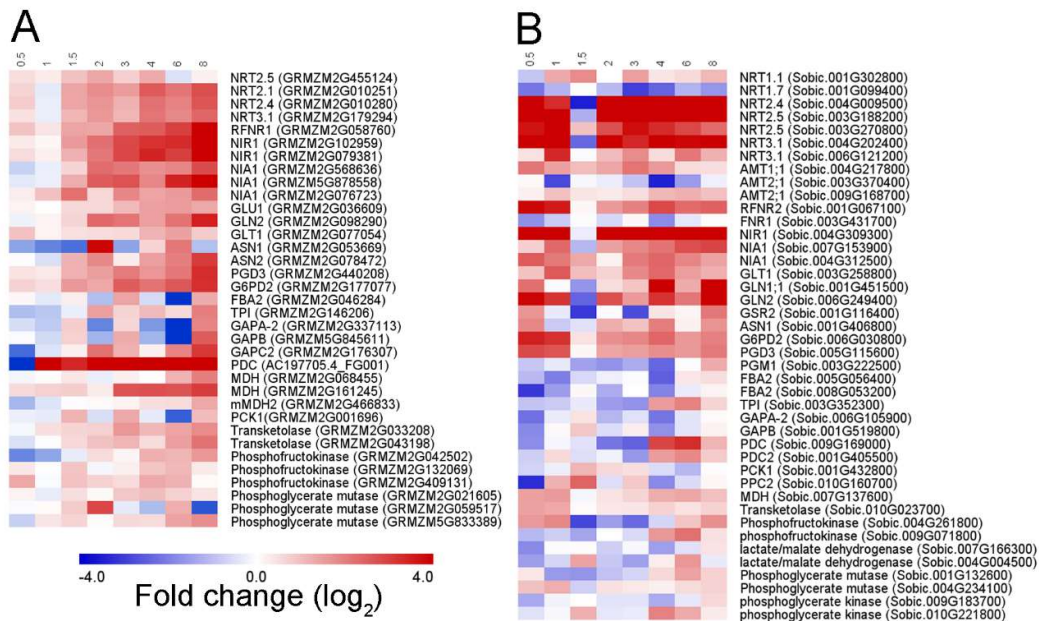 A
0.5 1 1.5 2 3 4 6 8
NRT2.5 (GRMZM2G455124)
NRT2.1 (GRMZM2G010251)
NRT2.4 (GRMZM2G010280)
NRT3.1 (GRMZM2G179294)
RFNR1 (GRMZM2G058760)
NIR1 (GRMZM2G102959)
NIR1 (GRMZM2G079381)
NIA1 (GRMZM2G568636)
NIA1 (GRMZM5G878558)
NIA1 (GRMZM2G076723)
GLU1 (GRMZM2G036609)
GLN2 (GRMZM2G098290)
GLT1 (GRMZM2G077054)
ASN1 (GRMZM2G053669)
ASN2 (GRMZM2G078472)
PGD3 (GRMZM2G440208)
G6PD2 (GRMZM2G177077)
FBA2 (GRMZM2G046284)
TPI (GRMZM2G146206)
GAPA-2 (GRMZM2G337113)
GAPB (GRMZM5G845611)
GAPC2 (GRMZM2G176307)
PDC (AC197705.4_FG001)
MDH (GRMZM2G068455)
MDH (GRMZM2G161245)
mMDH2 (GRMZM2G466833)
PCK1(GRMZM2G001696)
Transketolase (GRMZM2G033208)
Transketolase (GRMZM2G043198)
Phosphofructokinase (GRMZM2G042502)
Phosphofructokinase (GRMZM2G132069)
Phosphofructokinase (GRMZM2G409131)
Phosphoglycerate mutase (GRMZM2G021605)
Phosphoglycerate mutase (GRMZM2G059517)
Phosphoglycerate mutase (GRMZM5G833389)
-4.0 0.0 4.0
Fold change (log2)
B
0.5 1 1.5 2 3 4 6 8
NRT1.1 (Sobic.001G302800)
NRT1.7 (Sobic.001G099400)
NRT2.4 (Sobic.004G009500)
NRT2.5 (Sobic.003G188200)
NRT2.5 (Sobic.003G270800)
NRT3.1 (Sobic.004G202400)
NRT3.1 (Sobic.006G121200)
AMT1;1 (Sobic.004G217800)
AMT2;1 (Sobic.003G370400)
AMT2;1 (Sobic.009G168700)
RFNR2 (Sobic.001G067100)
FNR1 (Sobic.003G431700)
NIR1 (Sobic.004G309300)
NIA1 (Sobic.007G153900)
NIA1 (Sobic.004G312500)
GLT1 (Sobic.003G258800)
GLN1;1 (Sobic.001G451500)
GLN2 (Sobic.006G249400)
GSR2 (Sobic.001G116400)
ASN1 (Sobic.001G406800)
G6PD2 (Sobic.006G030800)
PGD3 (Sobic.005G115600)
PGM1 (Sobic.003G222500)
FBA2 (Sobic.005G056400)
FBA2 (Sobic.008G053200)
TPI (Sobic.003G352300)
GAPA-2 (Sobic.006G105900)
GAPB (Sobic.001G519800)
PDC (Sobic.009G169000)
PDC2 (Sobic.001G405500)
PCK1 (Sobic.001G432800)
PPC2 (Sobic.010G160700)
MDH (Sobic.007G137600)
Transketolase (Sobic.010G023700)
Phosphofructokinase (Sobic.004G261800)
phosphofructokinase (Sobic.009G071800)
lactate/malate dehydrogenase (Sobic.007G166300)
lactate/malate dehydrogenase (Sobic.004G004500)
Phosphoglycerate mutase (Sobic.001G132600)
Phosphoglycerate mutase (Sobic.004G234100)
phosphoglycerate kinase (Sobic.009G183700)
phosphoglycerate kinase (Sobic.010G221800)